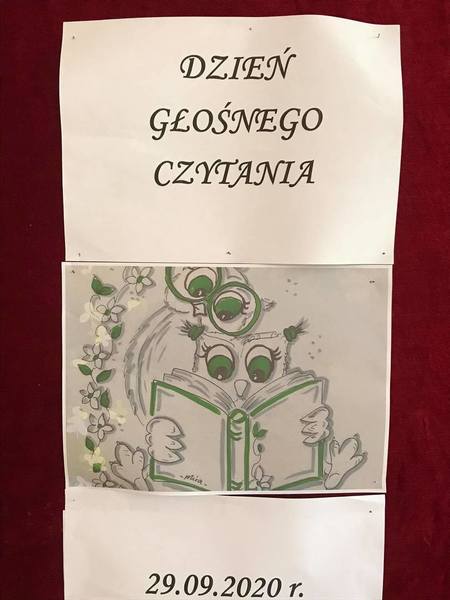 DZIEŃ
GŁOŚNEGO
CZYTANIA
29.09.2020 r.